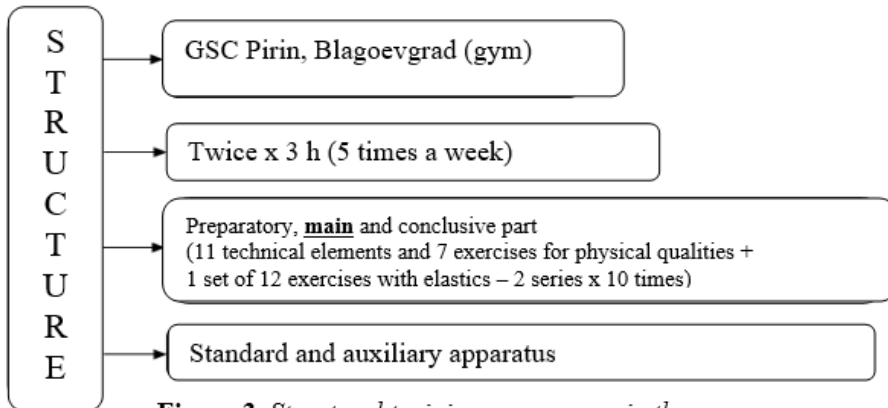 STRUCTURE
GSC Pirin, Blagoevgrad (gym)
Twice x 3 h (5 times a week)
Preparatory, main and conclusive part
(11 technical elements and 7 exercises for physical qualities +
1 set of 12 exercises with elastics – 2 series x 10 times)
Standard and auxiliary apparatus